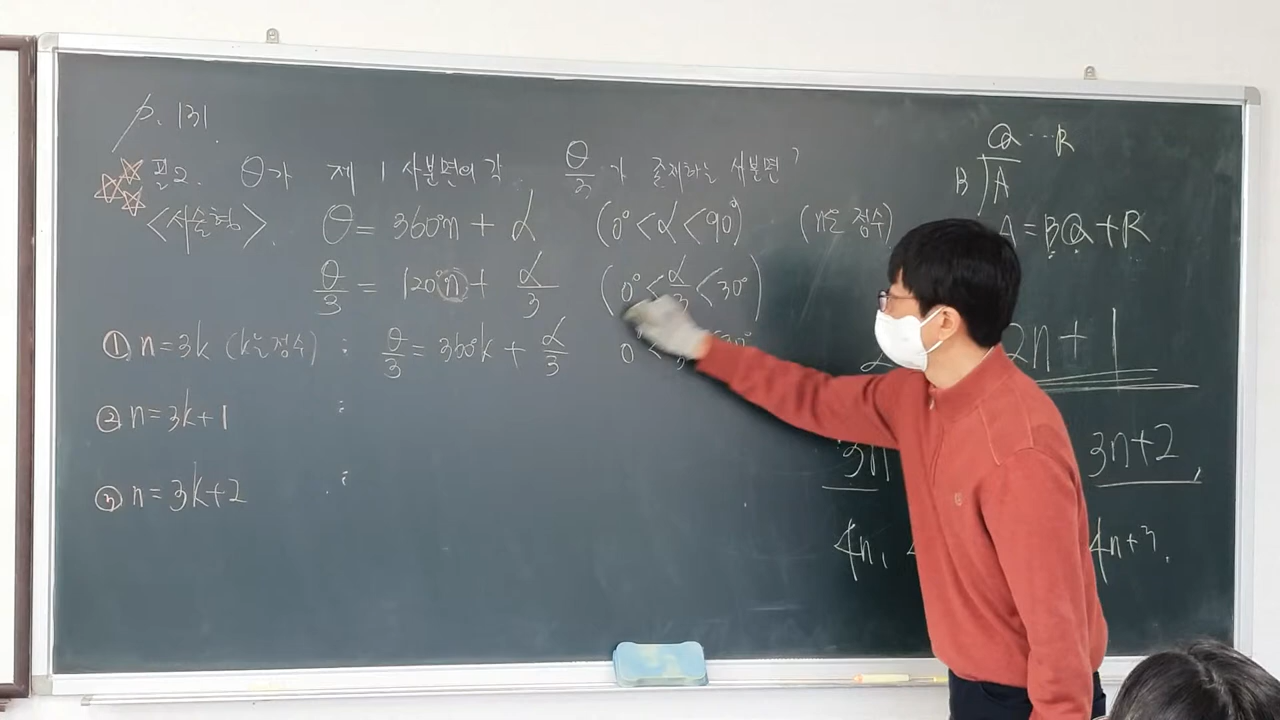 p. 131
필2. θ가 제 1 사분면의 각 θ/3가 존재하는 사분면?
<서술형> θ = 360°n + α (0° < α < 90°) (n은 정수)
θ/3 = 120°n + α/3 (0° < α/3 < 30°)
① n=3k (k는 정수) : θ/3 = 360°k + α/3
② n=3k+1 :
③ n=3k+2 :
Q ⋯ R
B ) A
A = BQ + R
2n + 1
3n
3n+2,
4n,
4n+3.